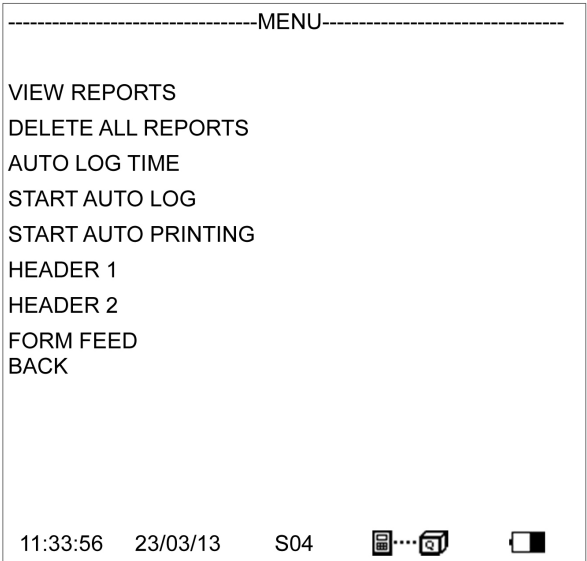 ---------------------------------MENU--------------------------------
VIEW REPORTS
DELETE ALL REPORTS
AUTO LOG TIME
START AUTO LOG
START AUTO PRINTING
HEADER 1
HEADER 2
FORM FEED
BACK
11:33:56 23/03/13 S04 Q